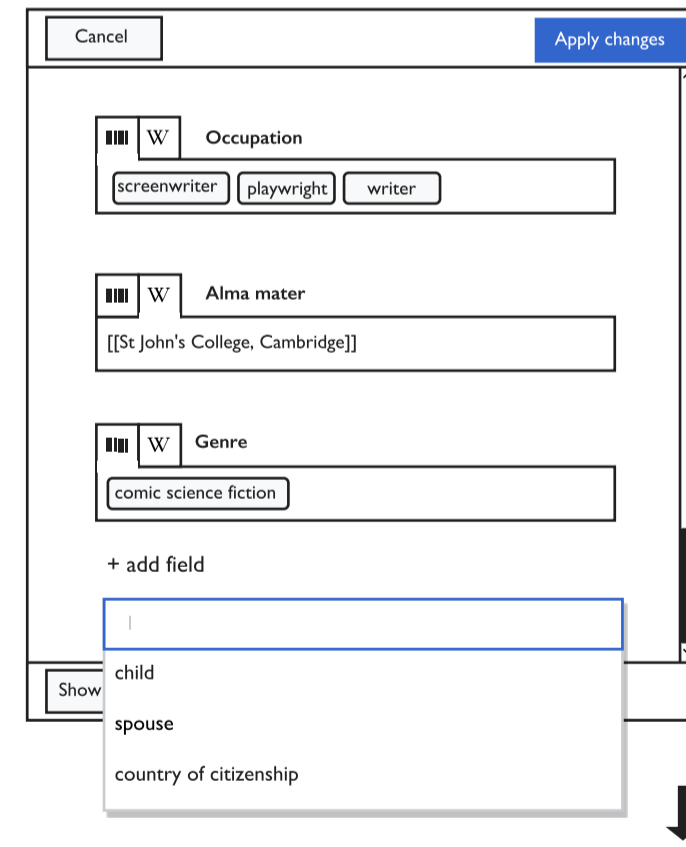 Cancel
Apply changes
W Occupation
screenwriter playwright writer
W Alma mater
[[St John's College, Cambridge]]
W Genre
comic science fiction
+ add field
Show
child
spouse
country of citizenship